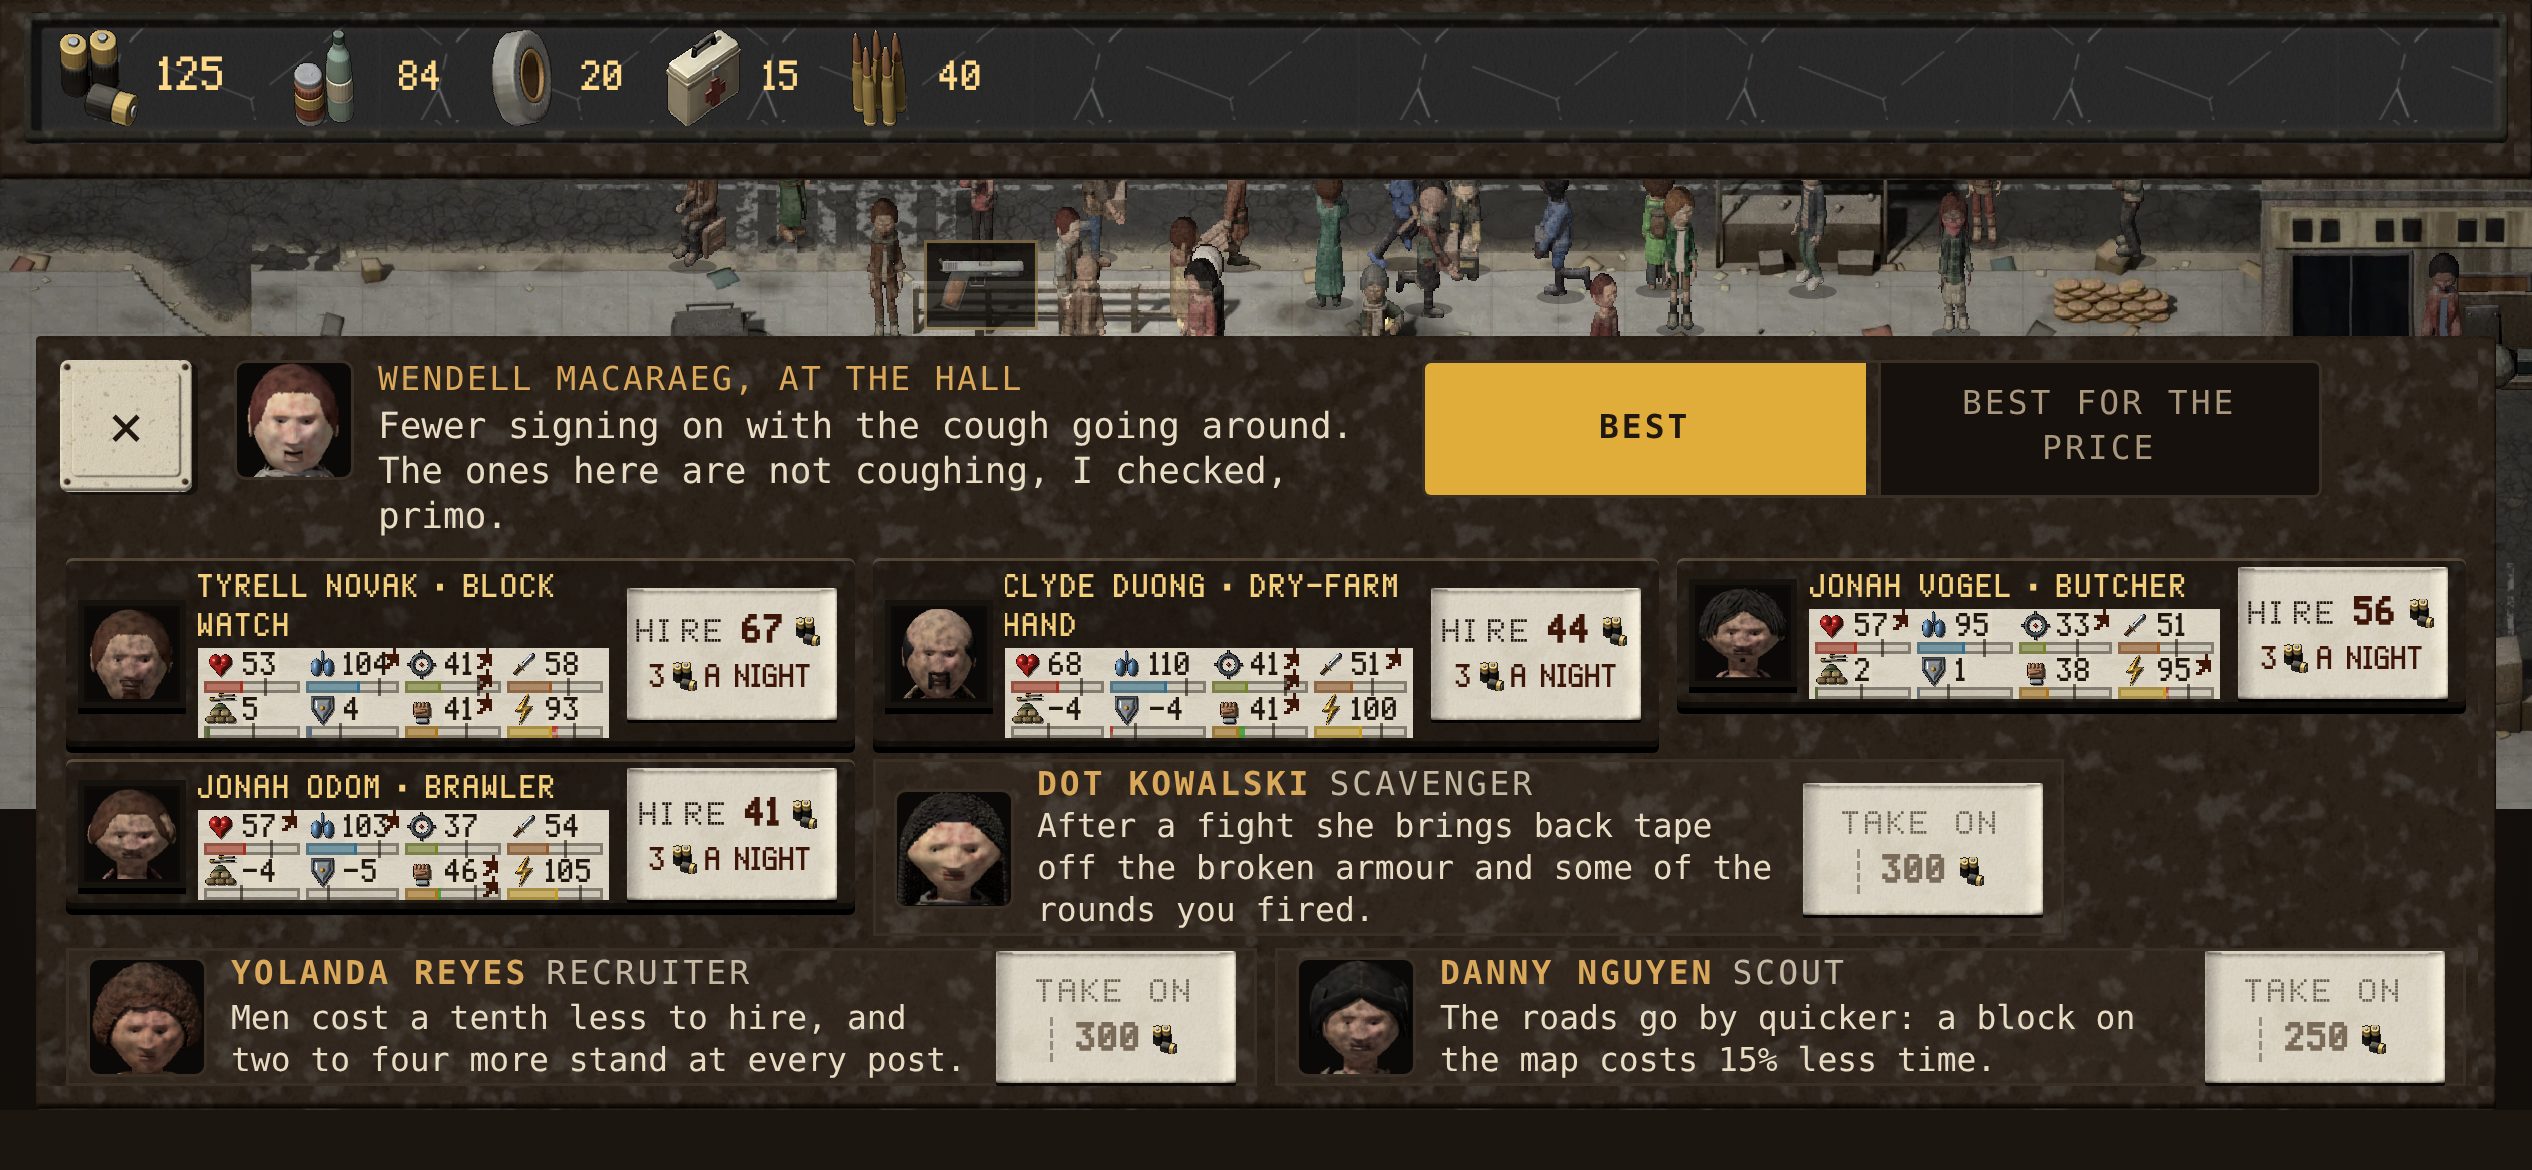 125 84 20 15 40
WENDELL MACARAEG, AT THE HALL
Fewer signing on with the cough going around.
The ones here are not coughing, I checked,
primo.
BEST
BEST FOR THE
PRICE
TYRELL NOVAK · BLOCK
WATCH
53 104 41 58
5 4 41 93
HIRE 67
3 A NIGHT
CLYDE DUONG · DRY-FARM
HAND
68 110 41 51
-4 -4 41 100
HIRE 44
3 A NIGHT
JONAH VOGEL · BUTCHER
57 95 33 51
2 1 38 95
HIRE 56
3 A NIGHT
JONAH ODOM · BRAWLER
57 103 37 54
-4 -5 46 105
HIRE 41
3 A NIGHT
DOT KOWALSKI SCAVENGER
After a fight she brings back tape
off the broken armour and some of the
rounds you fired.
TAKE ON
300
YOLANDA REYES RECRUITER
Men cost a tenth less to hire, and
two to four more stand at every post.
TAKE ON
300
DANNY NGUYEN SCOUT
The roads go by quicker: a block on
the map costs 15% less time.
TAKE ON
250